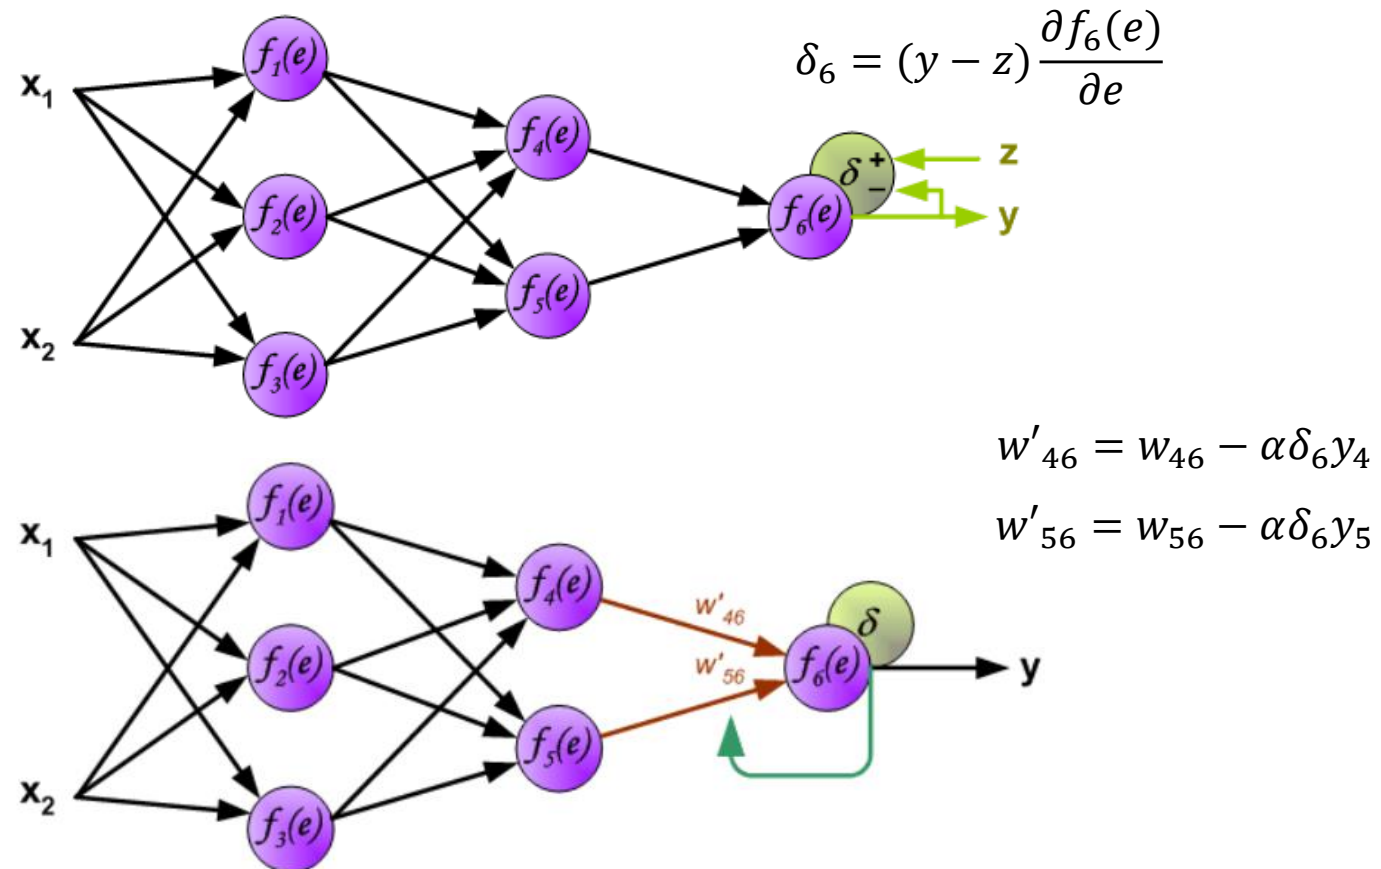 x₁
x₂
f₁(e)
f₂(e)
f₃(e)
f₄(e)
f₅(e)
f₆(e)
δ + −
z
y
δ₆ = (y − z) ∂f₆(e)/∂e
w′₄₆ = w₄₆ − αδ₆y₄
w′₅₆ = w₅₆ − αδ₆y₅
x₁
x₂
f₁(e)
f₂(e)
f₃(e)
f₄(e)
f₅(e)
w'₄₆
w'₅₆
f₆(e)
δ
y